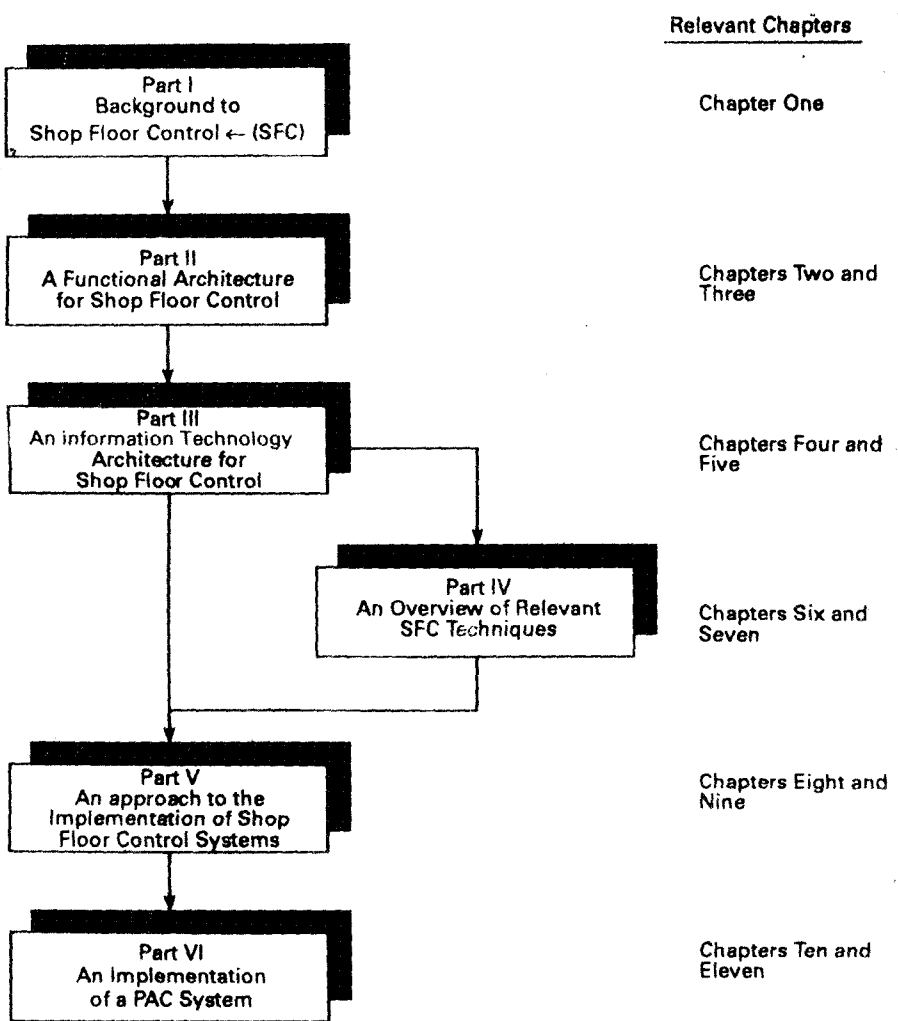 Relevant Chapters
Part I
Background to
Shop Floor Control ← (SFC)
Chapter One
Part II
A Functional Architecture
for Shop Floor Control
Chapters Two and
Three
Part III
An information Technology
Architecture for
Shop Floor Control
Chapters Four and
Five
Part IV
An Overview of Relevant
SFC Techniques
Chapters Six and
Seven
Part V
An approach to the
Implementation of Shop
Floor Control Systems
Chapters Eight and
Nine
Part VI
An Implementation
of a PAC System
Chapters Ten and
Eleven